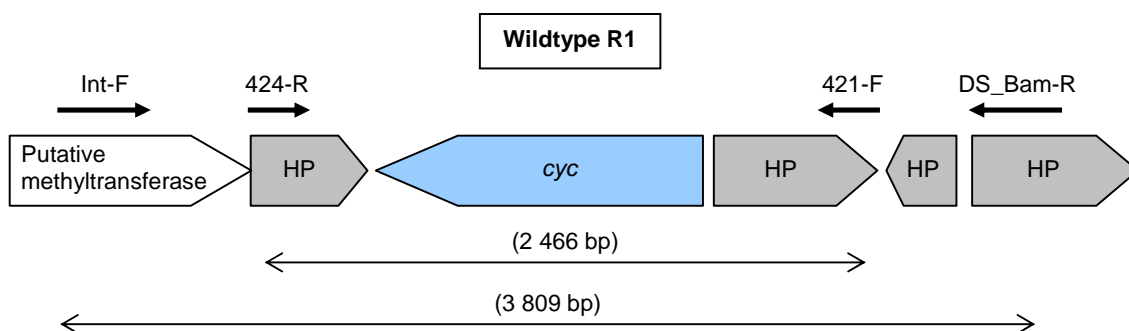 Wildtype R1
Int-F
424-R
421-F
DS_Bam-R
Putative
methyltransferase
HP
cyc
HP
HP
HP
(2 466 bp)
(3 809 bp)